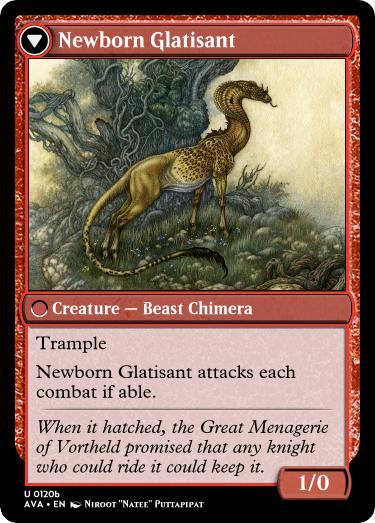 Newborn Glatisant
Creature — Beast Chimera
Trample
Newborn Glatisant attacks each
combat if able.
When it hatched, the Great Menagerie
of Vortheld promised that any knight
who could ride it could keep it.
1/0
U 0120b
AVA • EN Niroot "Natee" Puttapipat